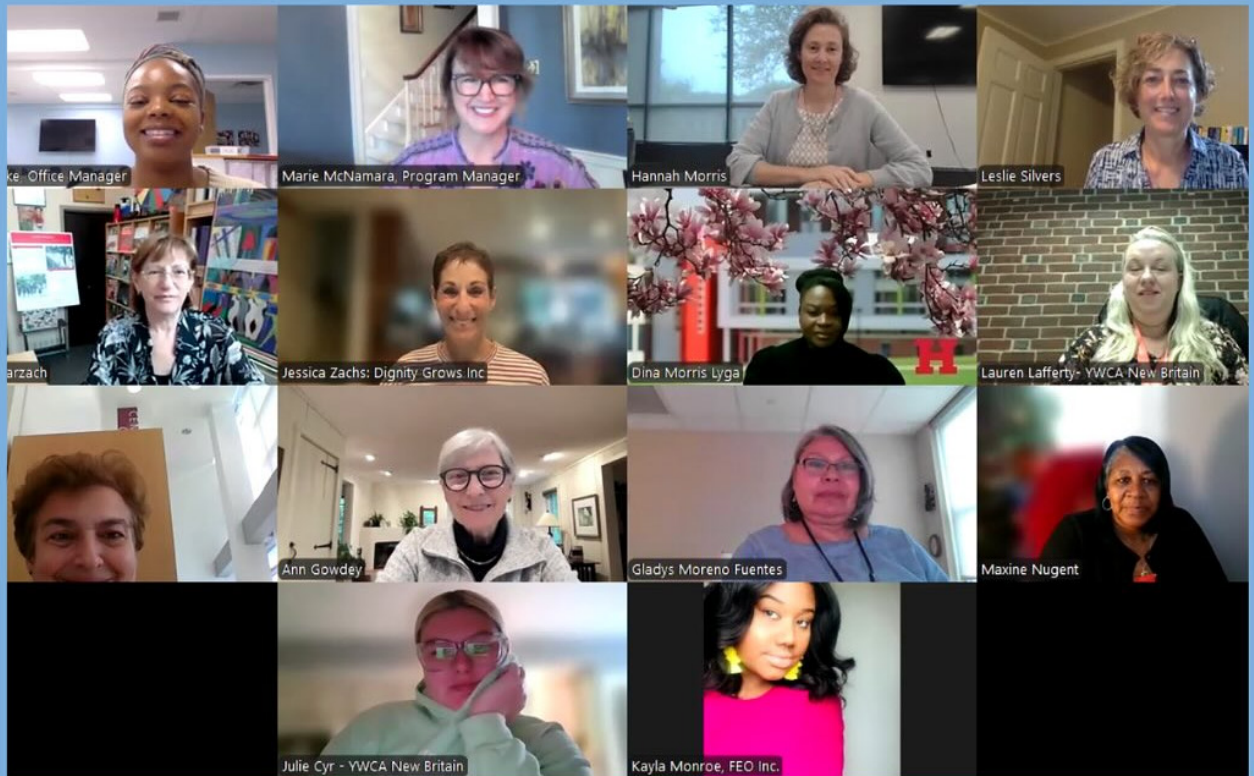 ke, Office Manager
Marie McNamara, Program Manager
Hannah Morris
Leslie Silvers
arzach
Jessica Zachs: Dignity Grows Inc
Dina Morris Lyga
H
Lauren Lafferty- YWCA New Britain
Ann Gowdey
Gladys Moreno Fuentes
Maxine Nugent
Julie Cyr - YWCA New Britain
Kayla Monroe, FEO Inc.